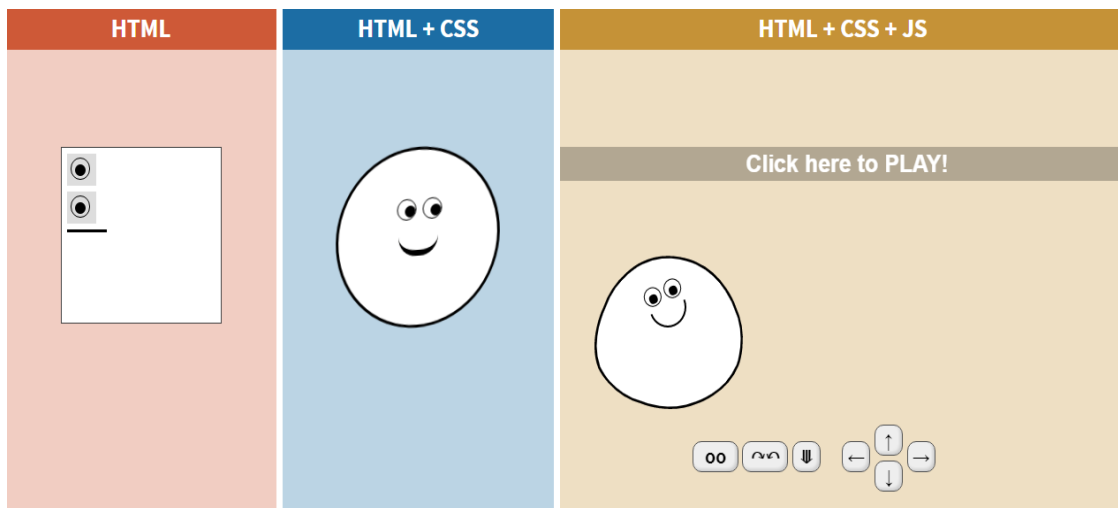 HTML
HTML + CSS
HTML + CSS + JS
Click here to PLAY!
oo
↷↶
⤋
←
↑
↓
→